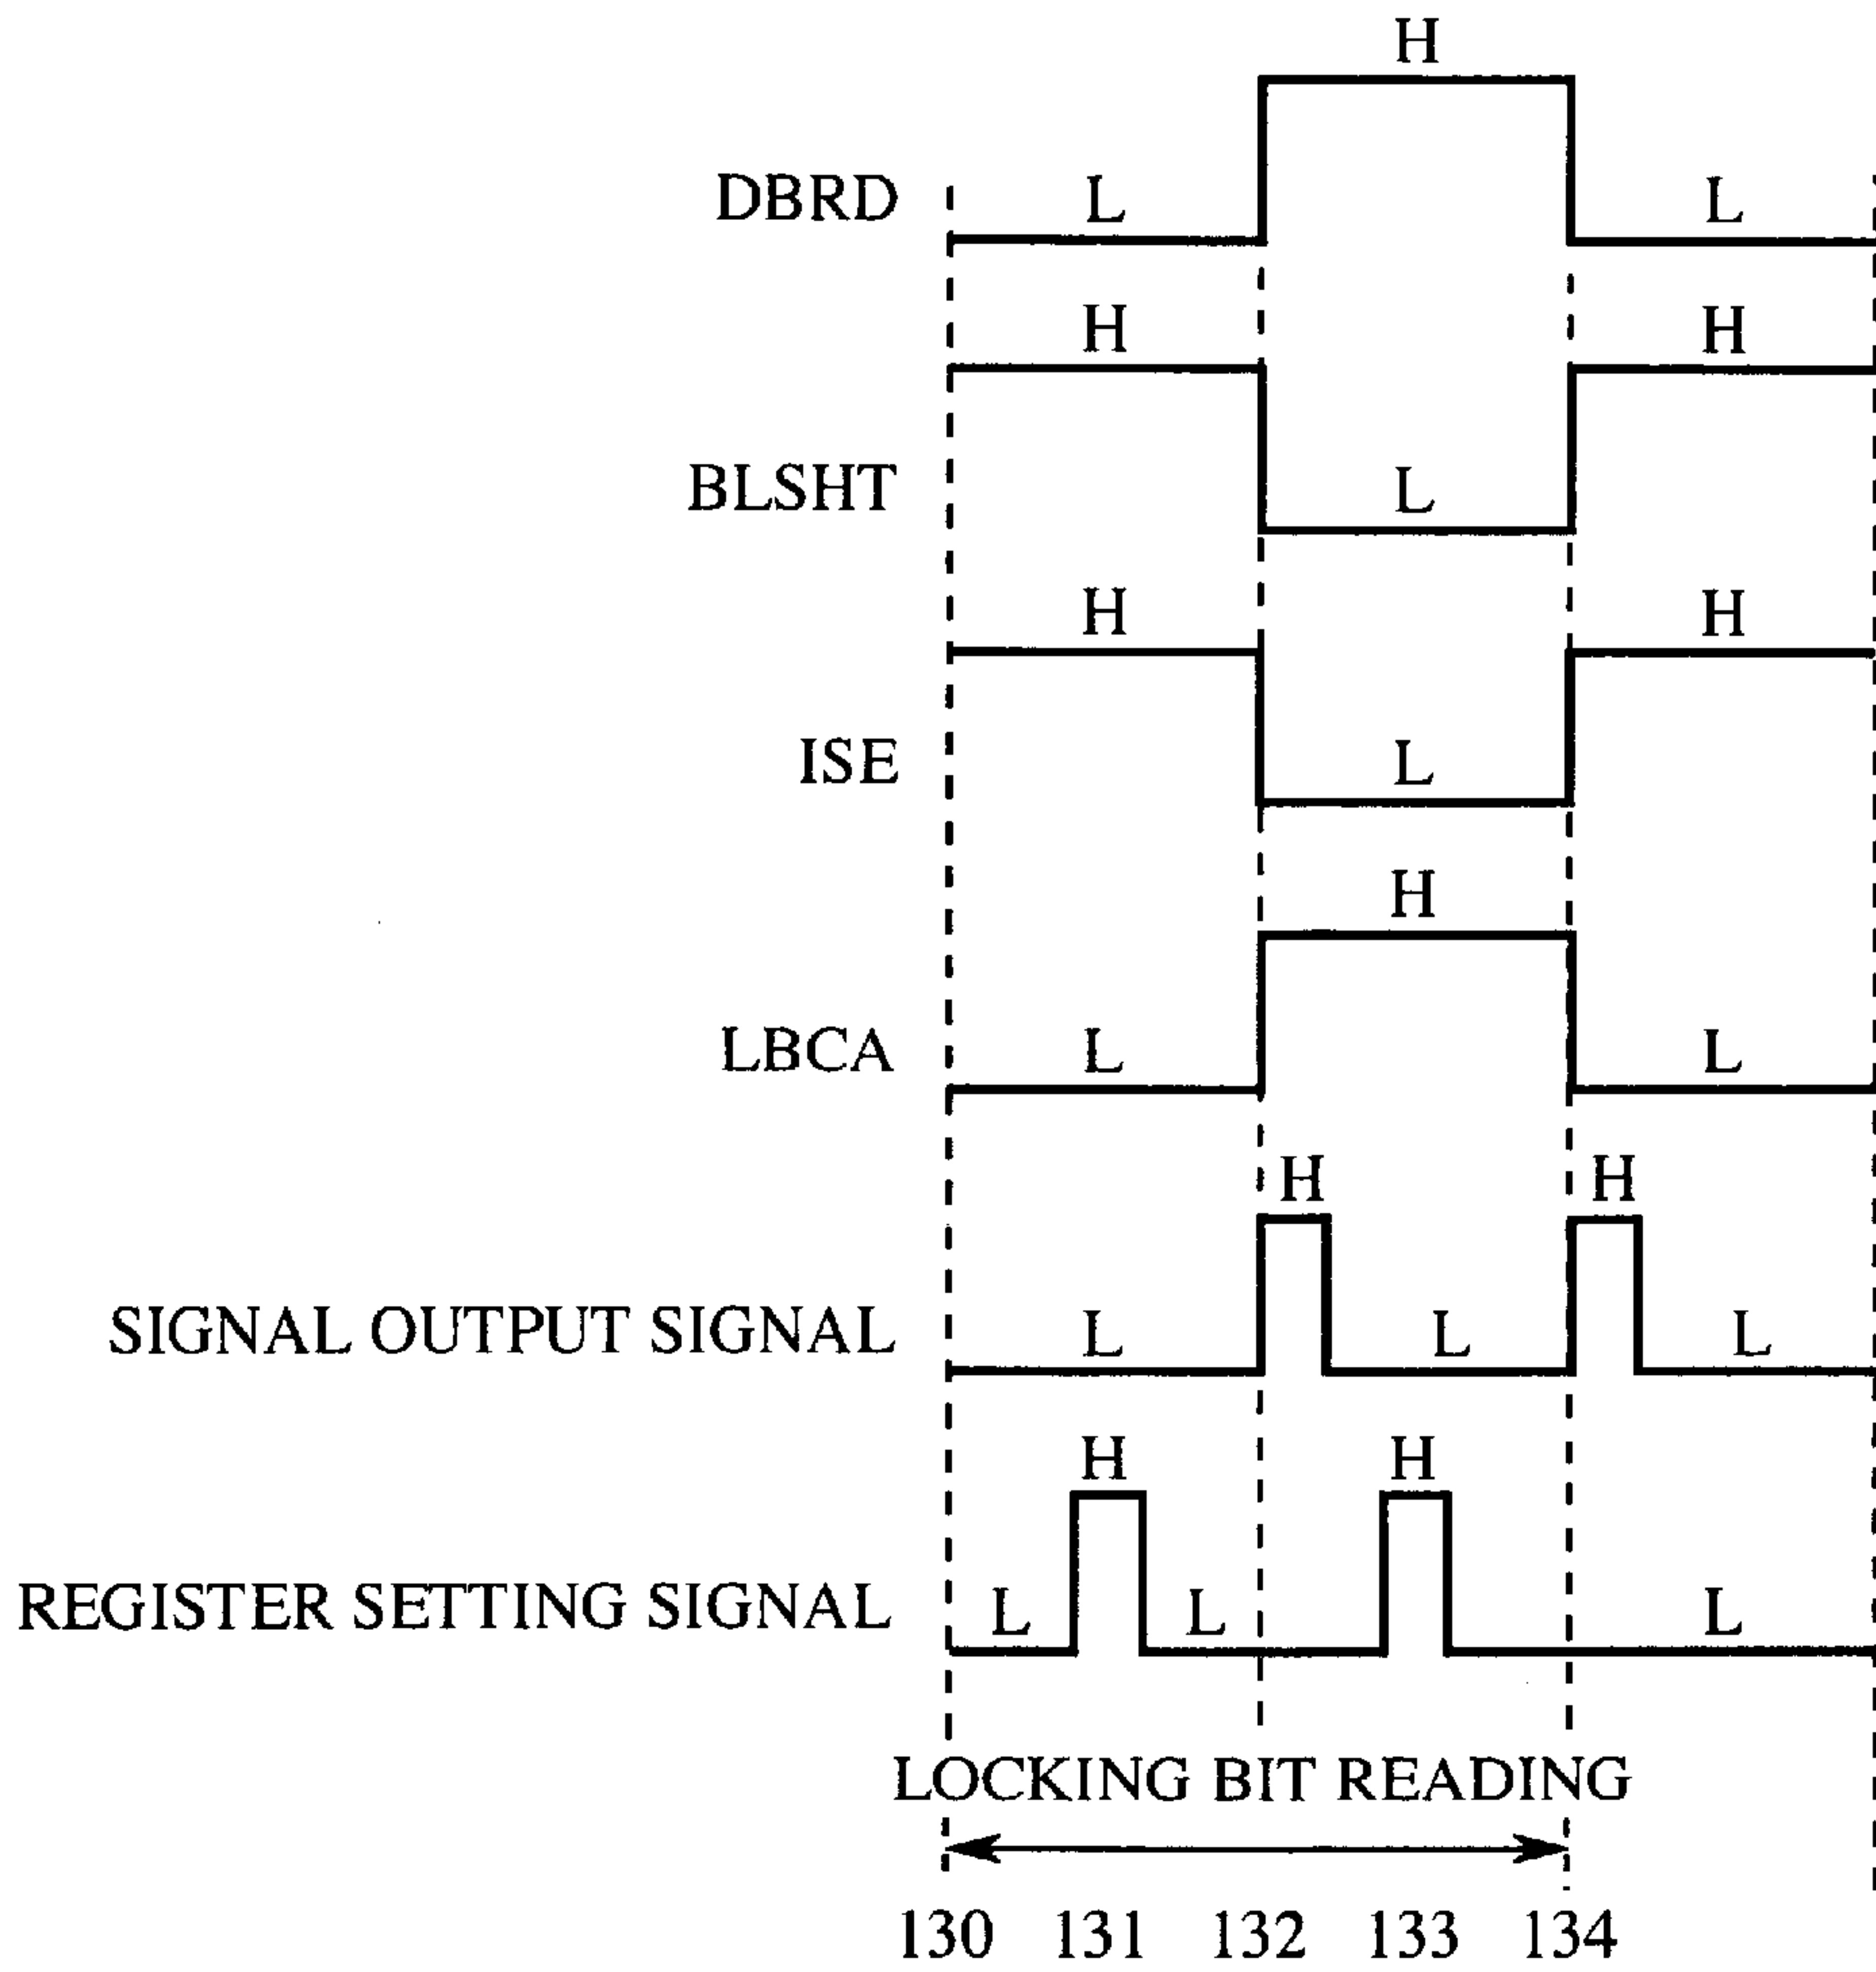 H
DBRD L L
H H
BLSHT L
H H
ISE L
H
LBCA L L
H H
SIGNAL OUTPUT SIGNAL L L L
H H
REGISTER SETTING SIGNAL L L L
LOCKING BIT READING
130 131 132 133 134